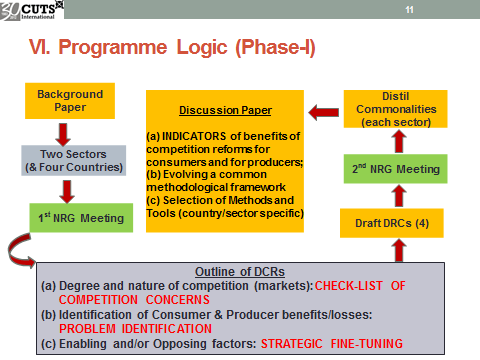 11
30 CUTS
International
VI. Programme Logic (Phase-I)
Background
Paper
Two Sectors
(& Four Countries)
1st NRG Meeting
Discussion Paper
(a) INDICATORS of benefits of
competition reforms for
consumers and for producers;
(b) Evolving a common
methodological framework
(c) Selection of Methods and
Tools (country/sector specific)
Distil
Commonalities
(each sector)
2nd NRG Meeting
Draft DRCs (4)
Outline of DCRs
(a) Degree and nature of competition (markets): CHECK-LIST OF
COMPETITION CONCERNS
(b) Identification of Consumer & Producer benefits/losses:
PROBLEM IDENTIFICATION
(c) Enabling and/or Opposing factors: STRATEGIC FINE-TUNING